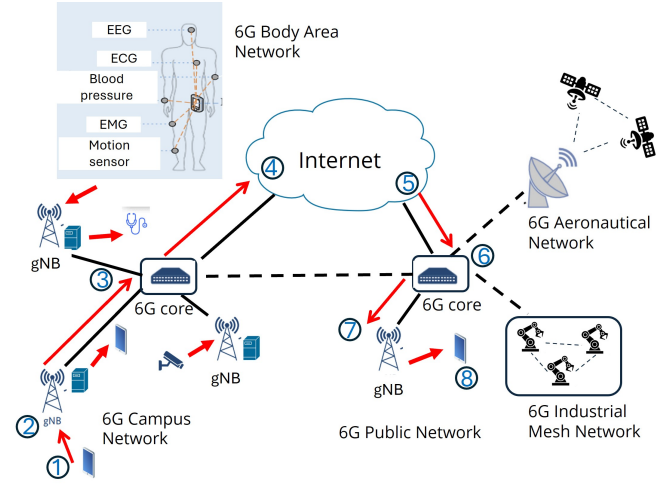 EEG
6G Body Area
Network
ECG
Blood
pressure
EMG
Motion
sensor
4
Internet
5
6G Aeronautical
Network
gNB
3
6G core
6
6G core
7
gNB
gNB
8
gNB
2
6G Campus
Network
6G Public Network
6G Industrial
Mesh Network
1